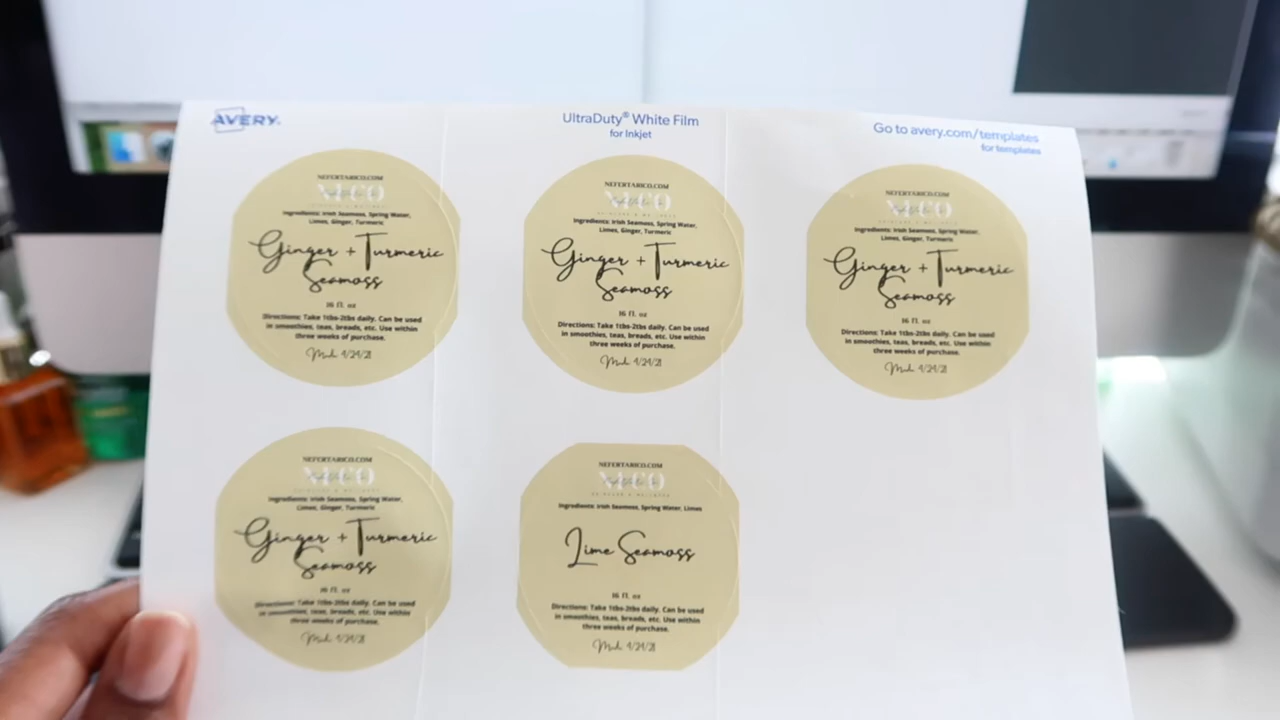 AVERY.
UltraDuty® White Film
for Inkjet
Go to avery.com/templates
for templates
NEFERTARICO.COM
Ingredients: Irish Seamoss, Spring Water,
Limes, Ginger, Turmeric
Ginger + Turmeric
Seamoss
16 fl. oz
Directions: Take 1tbs-2tbs daily. Can be used
in smoothies, teas, breads, etc. Use within
three weeks of purchase.
Made 4/24/21
NEFERTARICO.COM
Ingredients: Irish Seamoss, Spring Water,
Limes, Ginger, Turmeric
Ginger + Turmeric
Seamoss
16 fl. oz
Directions: Take 1tbs-2tbs daily. Can be used
in smoothies, teas, breads, etc. Use within
three weeks of purchase.
Made 4/24/21
NEFERTARICO.COM
Ingredients: Irish Seamoss, Spring Water,
Limes, Ginger, Turmeric
Ginger + Turmeric
Seamoss
16 fl. oz
Directions: Take 1tbs-2tbs daily. Can be used
in smoothies, teas, breads, etc. Use within
three weeks of purchase.
Made 4/24/21
NEFERTARICO.COM
Ingredients: Irish Seamoss, Spring Water,
Limes, Ginger, Turmeric
Ginger + Turmeric
Seamoss
16 fl. oz
Directions: Take 1tbs-2tbs daily. Can be used
in smoothies, teas, breads, etc. Use within
three weeks of purchase.
Made 4/24/21
NEFERTARICO.COM
Ingredients: Irish Seamoss, Spring Water, Limes
Lime Seamoss
16 fl. oz
Directions: Take 1tbs-2tbs daily. Can be used
in smoothies, teas, breads, etc. Use within
three weeks of purchase.
Made 4/24/21